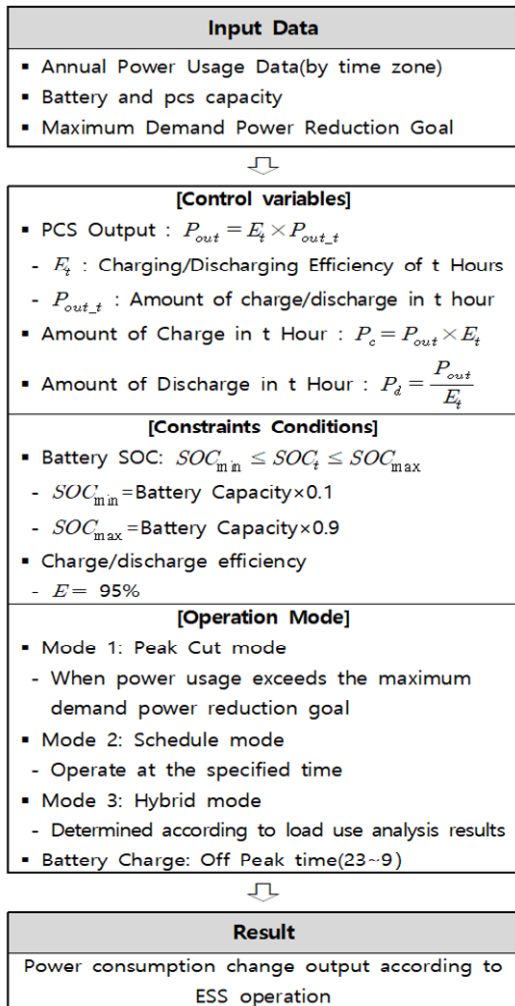 Input Data
▪ Annual Power Usage Data(by time zone)
▪ Battery and pcs capacity
▪ Maximum Demand Power Reduction Goal
[Control variables]
▪ PCS Output : P_out = E_t × P_out_t
- E_t : Charging/Discharging Efficiency of t Hours
- P_out_t : Amount of charge/discharge in t hour
▪ Amount of Charge in t Hour : P_c = P_out × E_t
▪ Amount of Discharge in t Hour : P_d = P_out / E_t
[Constraints Conditions]
▪ Battery SOC: SOC_min ≤ SOC_t ≤ SOC_max
- SOC_min=Battery Capacity×0.1
- SOC_max=Battery Capacity×0.9
▪ Charge/discharge efficiency
- E = 95%
[Operation Mode]
▪ Mode 1: Peak Cut mode
- When power usage exceeds the maximum
demand power reduction goal
▪ Mode 2: Schedule mode
- Operate at the specified time
▪ Mode 3: Hybrid mode
- Determined according to load use analysis results
▪ Battery Charge: Off Peak time(23~9)
Result
Power consumption change output according to
ESS operation